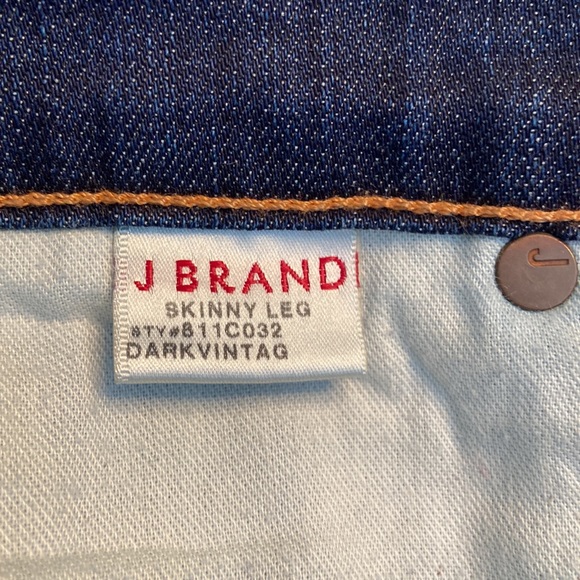 J BRAND
SKINNY LEG
STY#811C032
DARKVINTAG
J